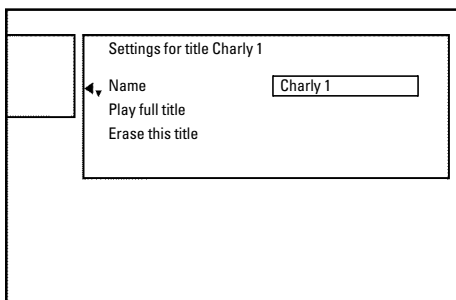 Settings for title Charly 1
Name Charly 1
Play full title
Erase this title